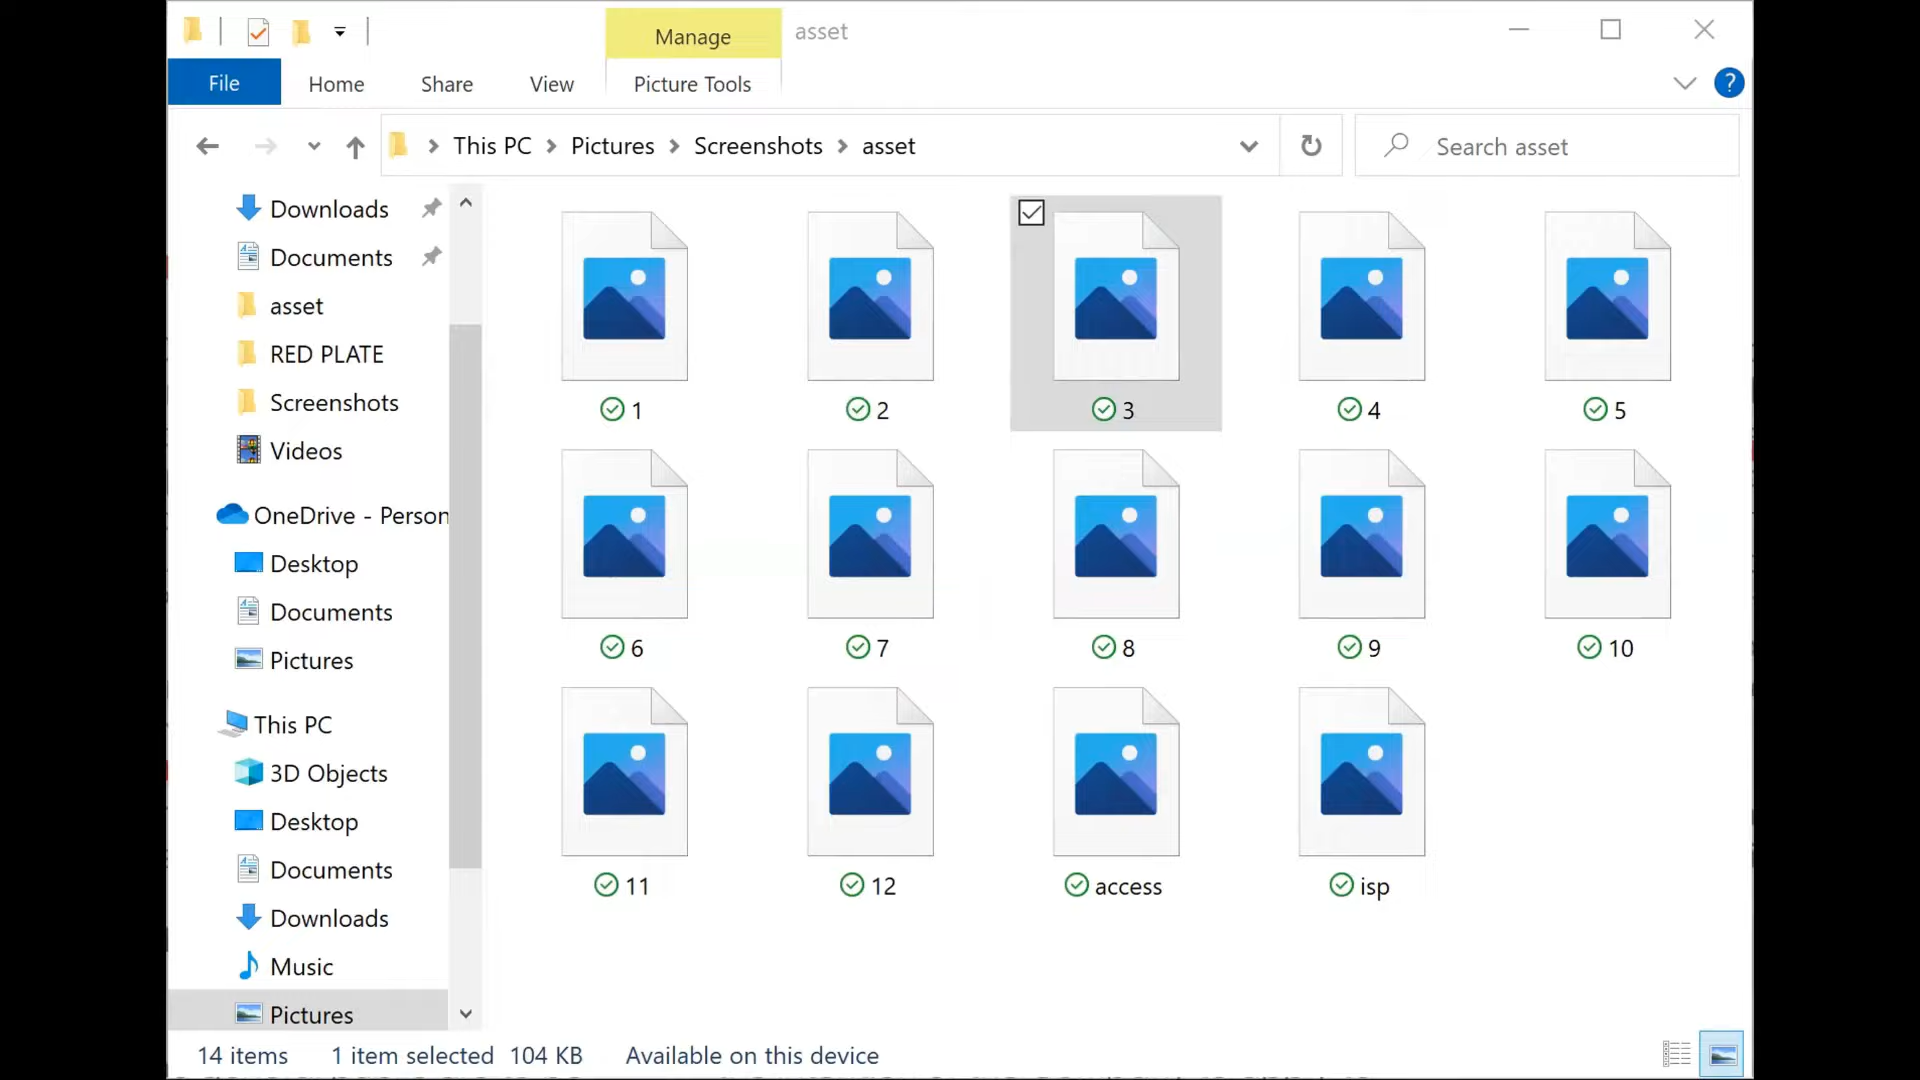 Manage
asset
File
Home
Share
View
Picture Tools
?
This PC
Pictures
Screenshots
asset
Search asset
Downloads
Documents
asset
RED PLATE
Screenshots
Videos
OneDrive - Person
Desktop
Documents
Pictures
This PC
3D Objects
Desktop
Documents
Downloads
Music
Pictures
1
2
3
4
5
6
7
8
9
10
11
12
access
isp
14 items
1 item selected 104 KB
Available on this device